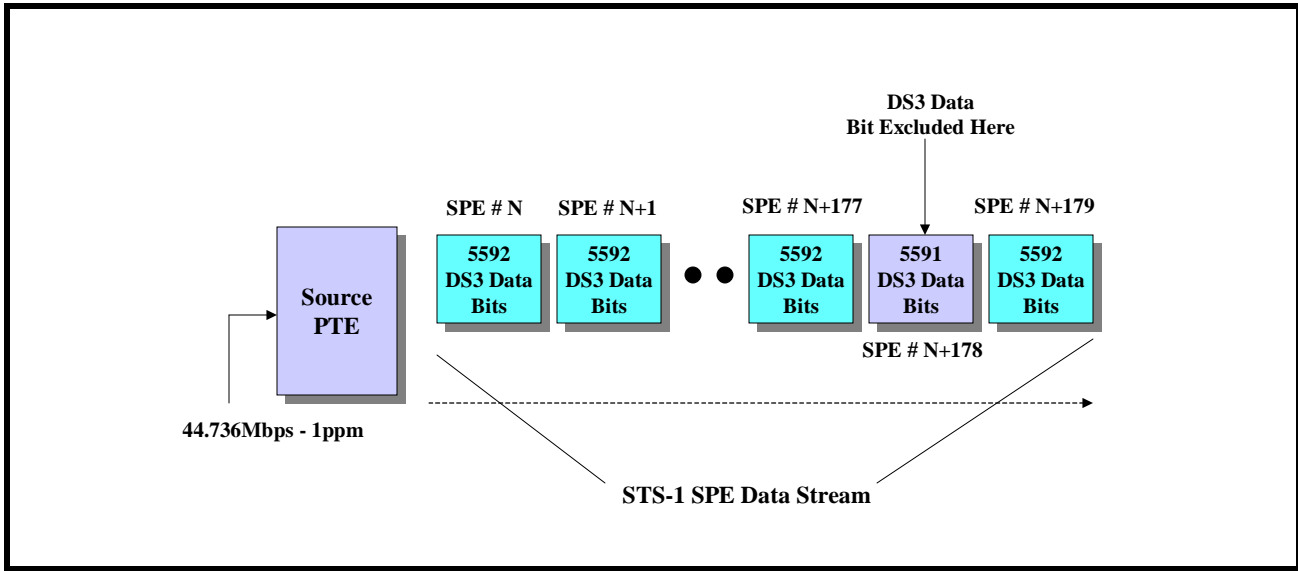 DS3 Data
Bit Excluded Here
SPE # N
SPE # N+1
SPE # N+177
SPE # N+179
Source
PTE
5592
DS3 Data
Bits
5592
DS3 Data
Bits
5592
DS3 Data
Bits
5591
DS3 Data
Bits
5592
DS3 Data
Bits
SPE # N+178
44.736Mbps - 1ppm
STS-1 SPE Data Stream